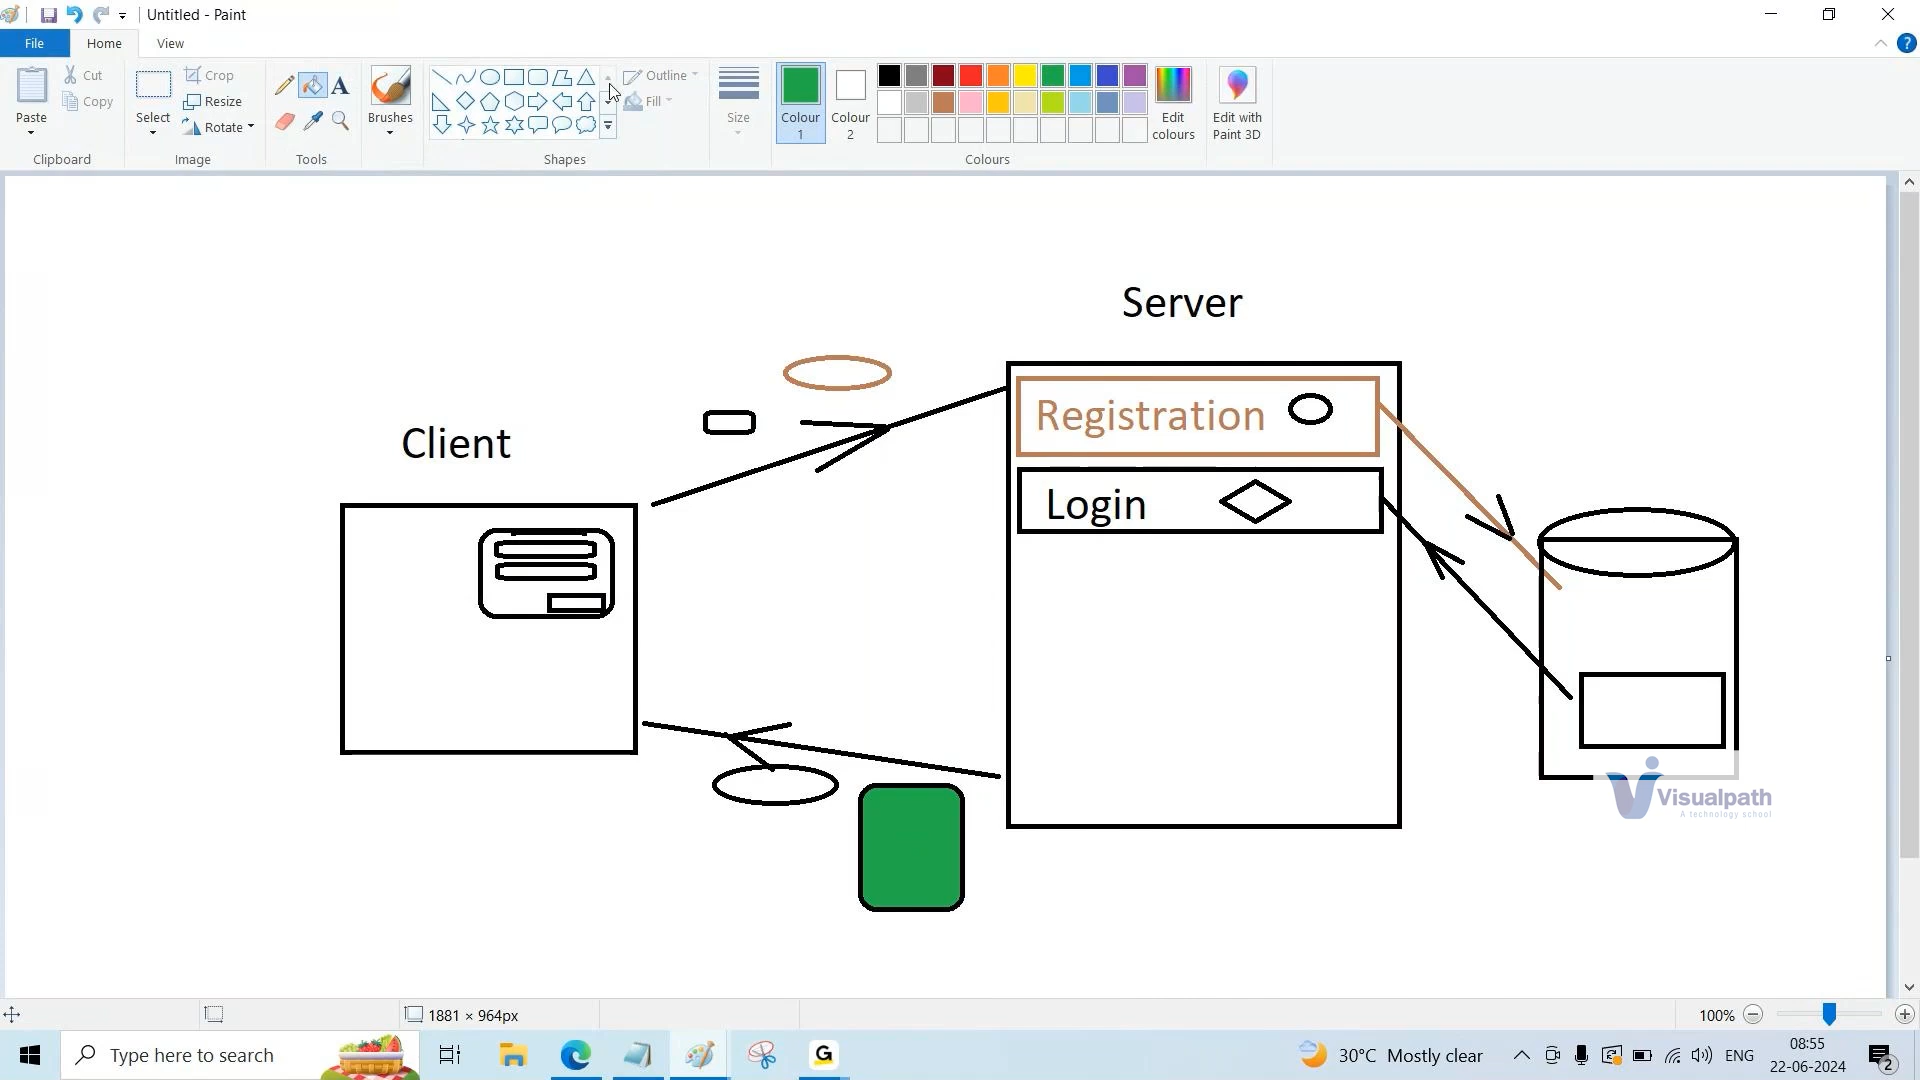 Untitled - Paint
File
Home
View
Paste
Cut
Copy
Clipboard
Select
Crop
Resize
Rotate
Image
A
Tools
Brushes
Shapes
Outline
Fill
Size
Colour 1
Colour 2
Edit colours
Colours
Edit with Paint 3D
?
Server
Registration
Client
Login
Visualpath
A technology school
1881 × 964px
100%
Type here to search
G
30°C Mostly clear
ENG
08:55
22-06-2024
2